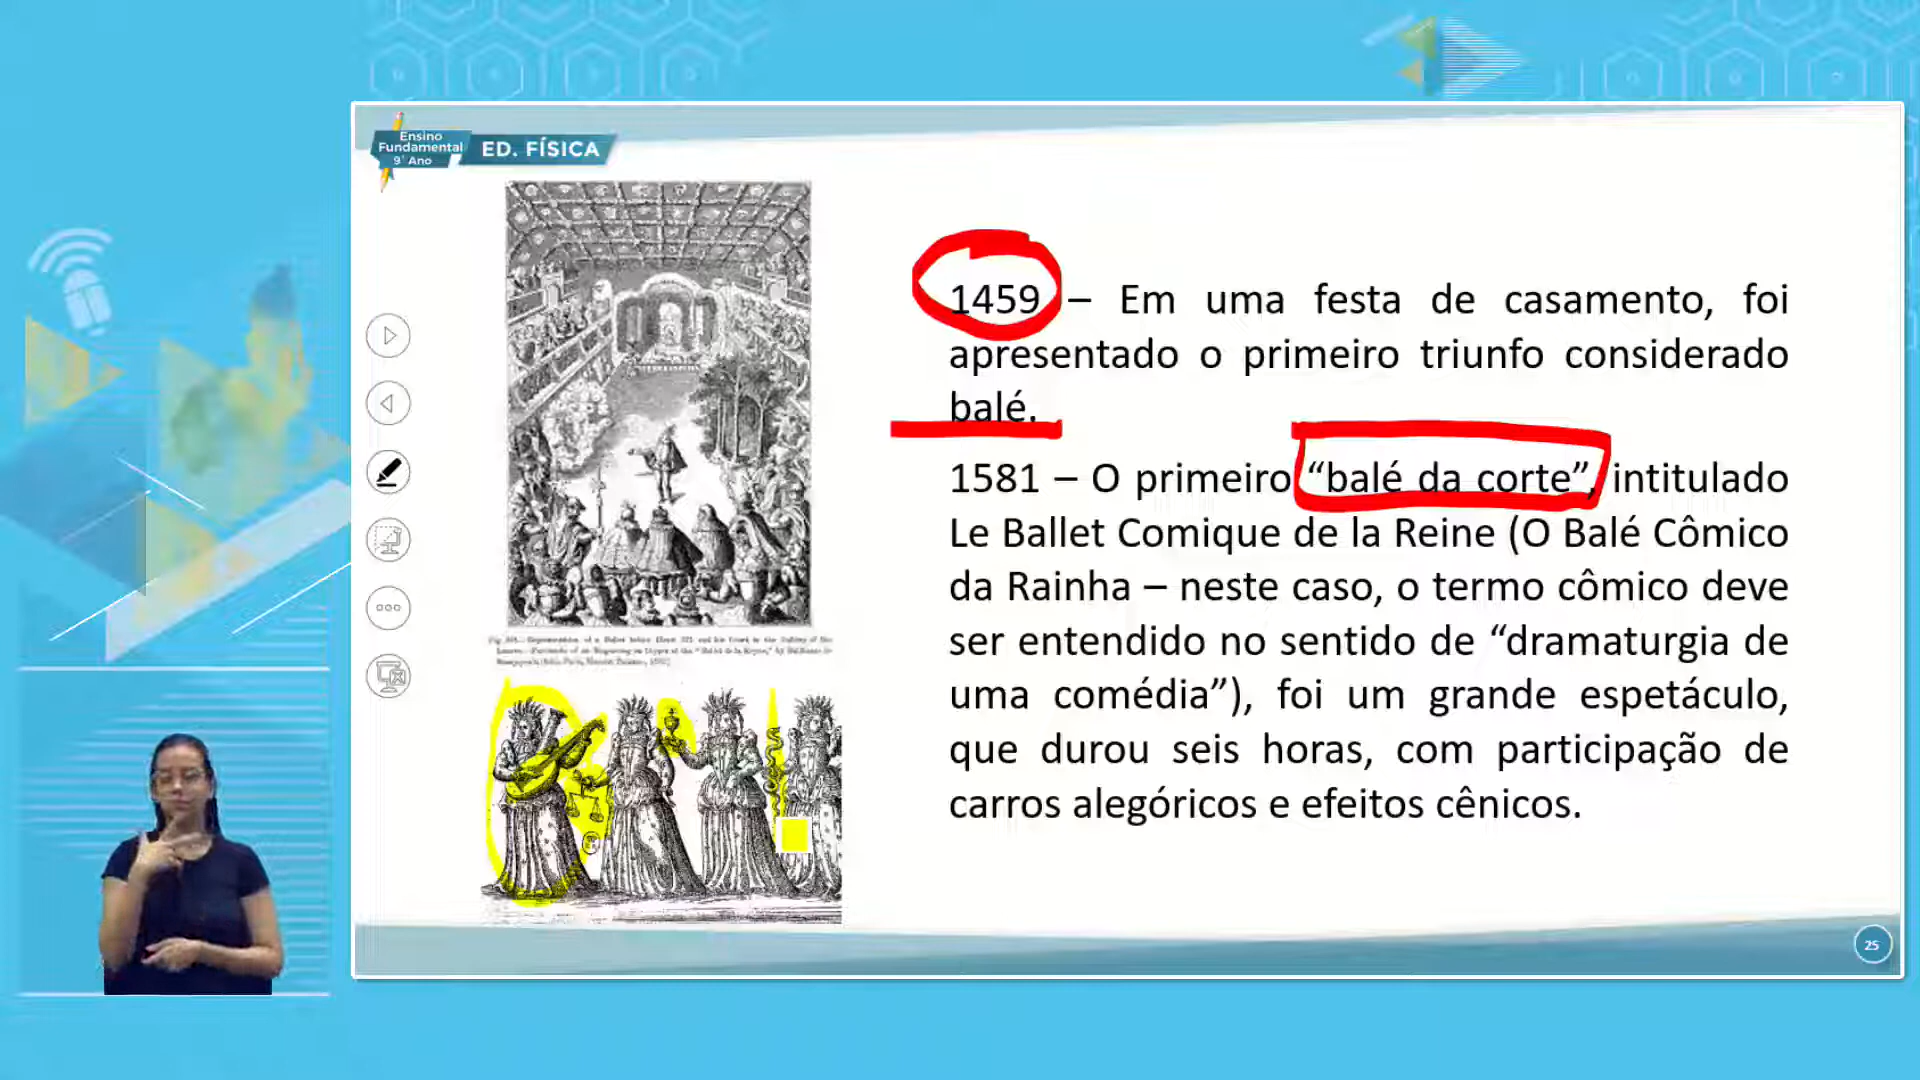 Ensino
Fundamental
9° Ano
ED. FÍSICA
1459 – Em uma festa de casamento, foi
apresentado o primeiro triunfo considerado
balé.
1581 – O primeiro “balé da corte”, intitulado
Le Ballet Comique de la Reine (O Balé Cômico
da Rainha – neste caso, o termo cômico deve
ser entendido no sentido de “dramaturgia de
uma comédia”), foi um grande espetáculo,
que durou seis horas, com participação de
carros alegóricos e efeitos cênicos.
25